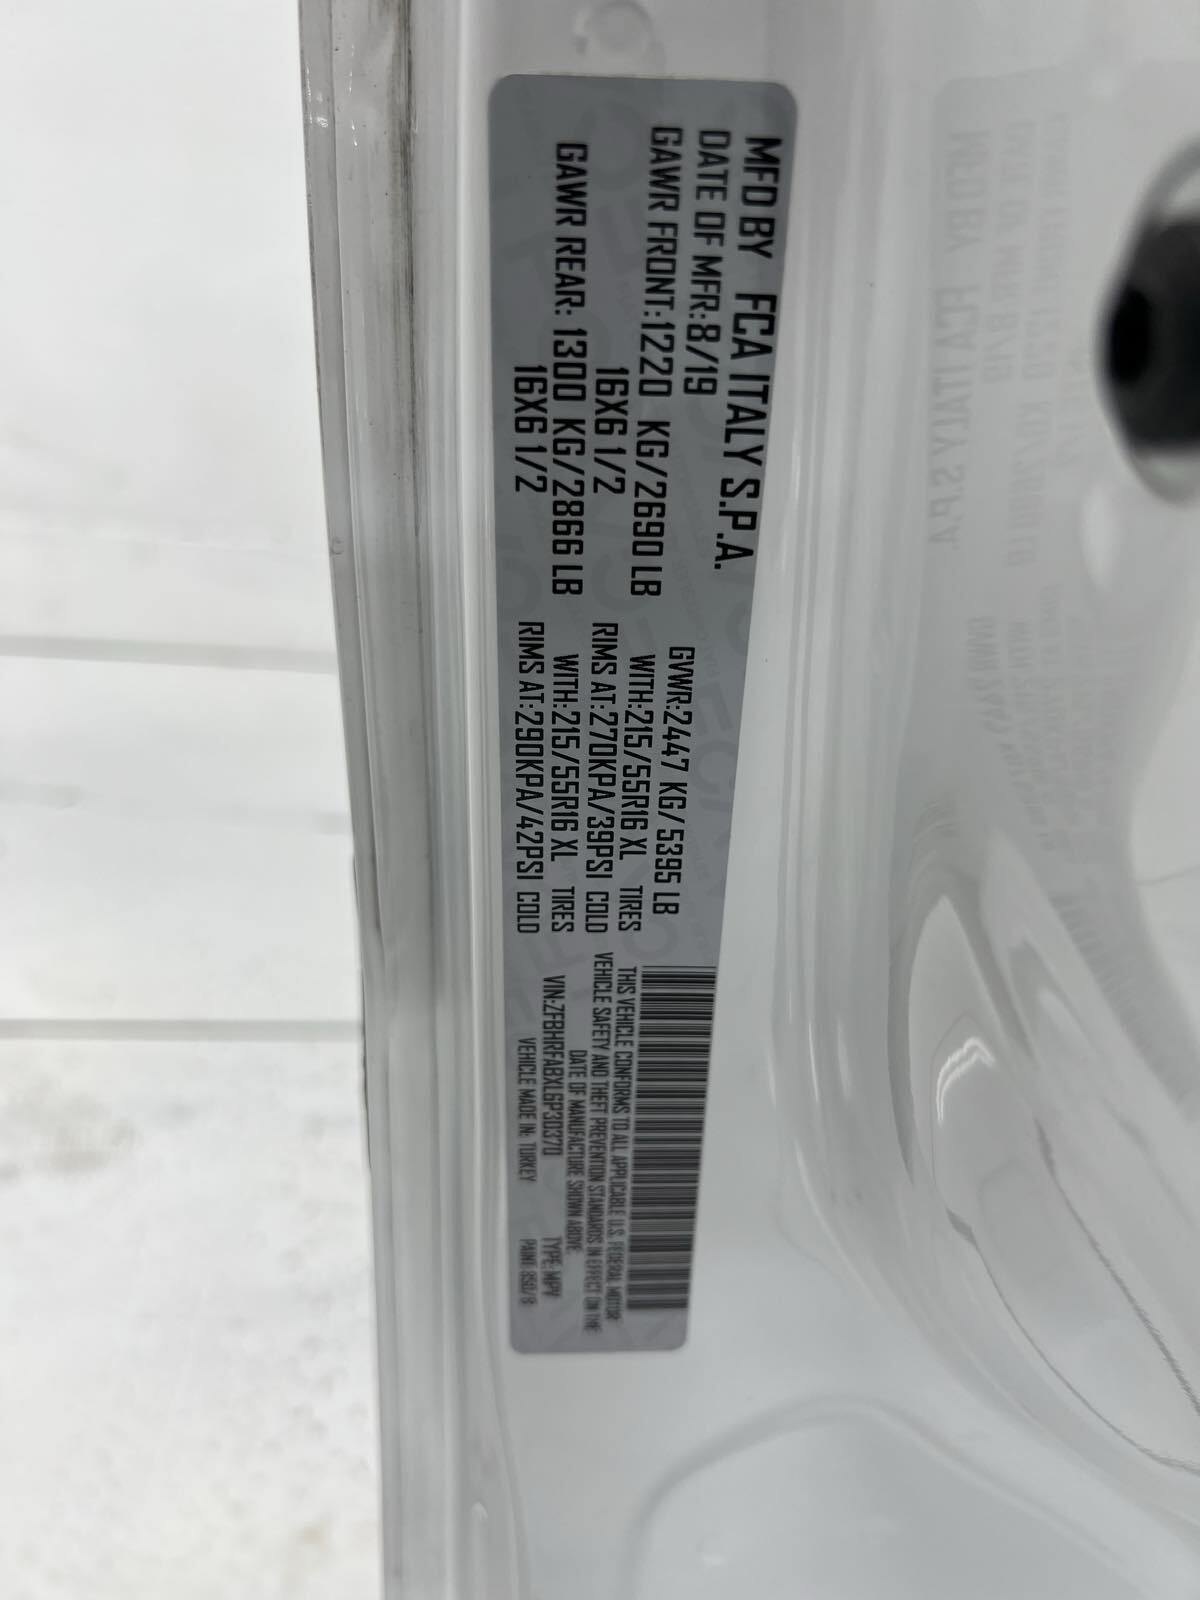 MFD BY FCA ITALY S.P.A.
DATE OF MFR: 8/19 GVWR:2447 KG/5395 LB
GAWR FRONT:1220 KG/2690 LB WITH:215/55R16 XL TIRES
16X6 1/2 RIMS AT:270KPA/39PSI COLD
GAWR REAR: 1300 KG/2866 LB WITH:215/55R16 XL TIRES
16X6 1/2 RIMS AT:290KPA/42PSI COLD
THIS VEHICLE CONFORMS TO ALL APPLICABLE U.S. FEDERAL MOTOR
VEHICLE SAFETY AND THEFT PREVENTION STANDARDS IN EFFECT ON THE
DATE OF MANUFACTURE SHOWN ABOVE.
VIN:ZFBHRFABXL6P30370 TYPE: MPV
VEHICLE MADE IN: TURKEY PAINT: